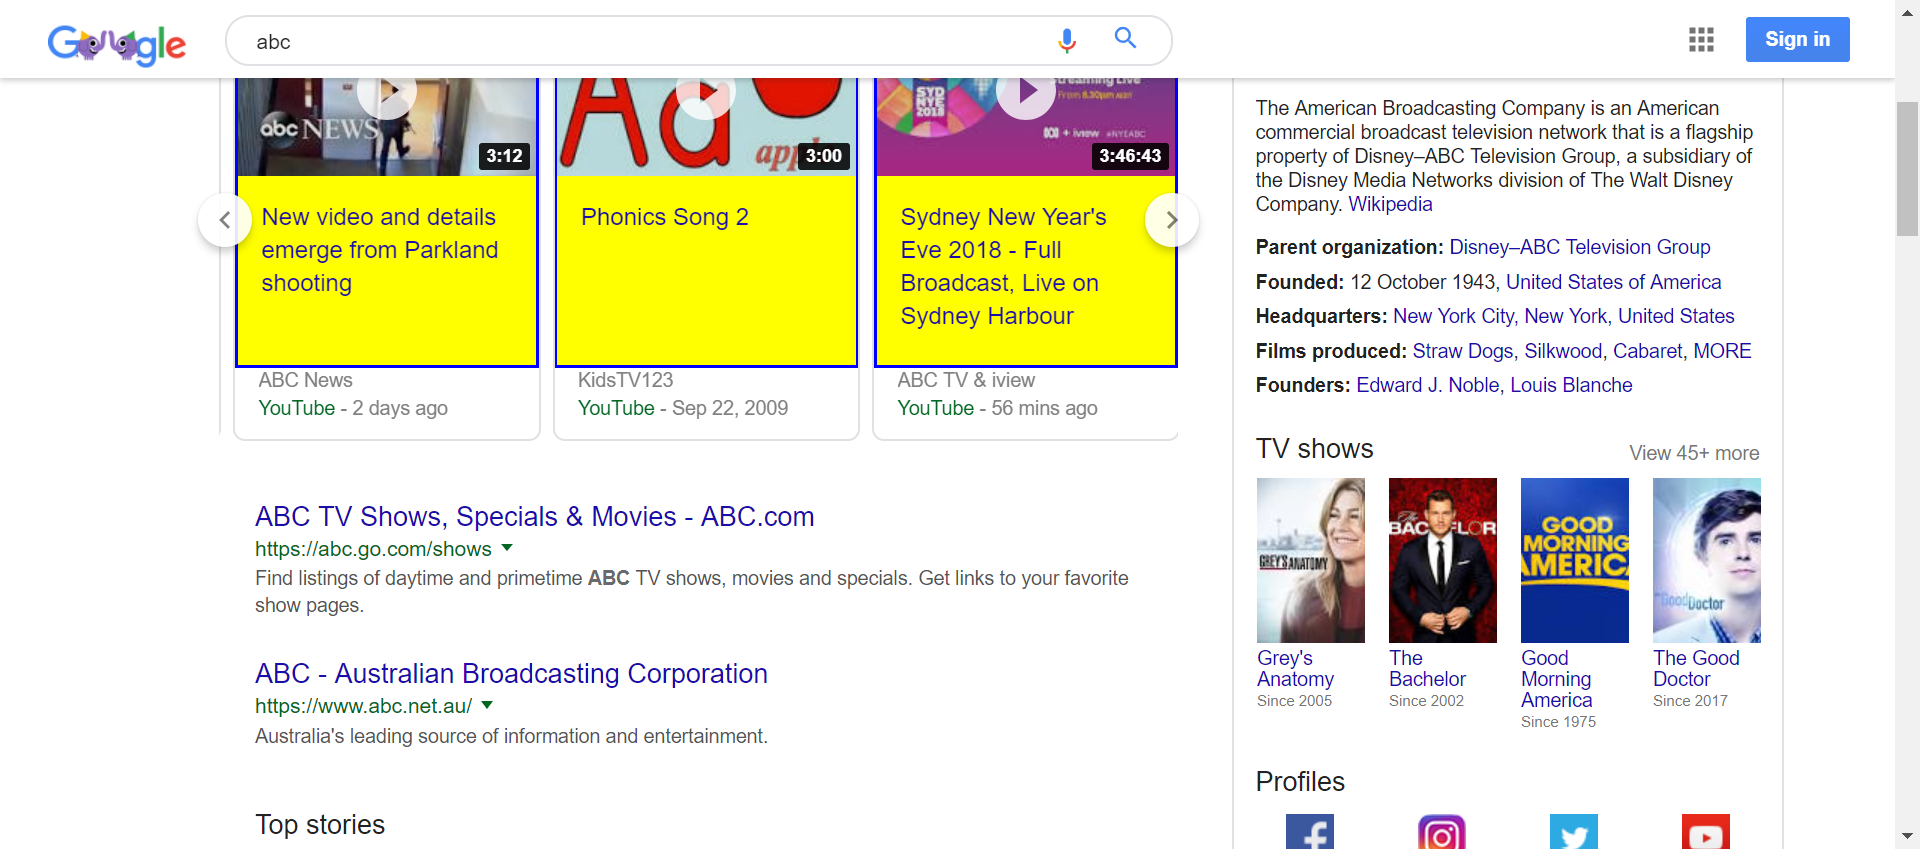 Google
abc
Sign in
abc NEWS
3:12
Aa
apple
3:00
SYD
NYE
2018
Streaming Live
From 8.30pm AEDT
+ iview #NYEABC
3:46:43
New video and details
emerge from Parkland
shooting
Phonics Song 2
Sydney New Year's
Eve 2018 - Full
Broadcast, Live on
Sydney Harbour
ABC News
YouTube - 2 days ago
KidsTV123
YouTube - Sep 22, 2009
ABC TV & iview
YouTube - 56 mins ago
ABC TV Shows, Specials & Movies - ABC.com
https://abc.go.com/shows
Find listings of daytime and primetime ABC TV shows, movies and specials. Get links to your favorite
show pages.
ABC - Australian Broadcasting Corporation
https://www.abc.net.au/
Australia's leading source of information and entertainment.
Top stories
The American Broadcasting Company is an American
commercial broadcast television network that is a flagship
property of Disney–ABC Television Group, a subsidiary of
the Disney Media Networks division of The Walt Disney
Company. Wikipedia
Parent organization: Disney–ABC Television Group
Founded: 12 October 1943, United States of America
Headquarters: New York City, New York, United States
Films produced: Straw Dogs, Silkwood, Cabaret, MORE
Founders: Edward J. Noble, Louis Blanche
TV shows
View 45+ more
GREY'S ANATOMY
The
BACHELOR
GOOD
MORNING
AMERICA
The Good Doctor
Grey's
Anatomy
Since 2005
The
Bachelor
Since 2002
Good
Morning
America
Since 1975
The Good
Doctor
Since 2017
Profiles